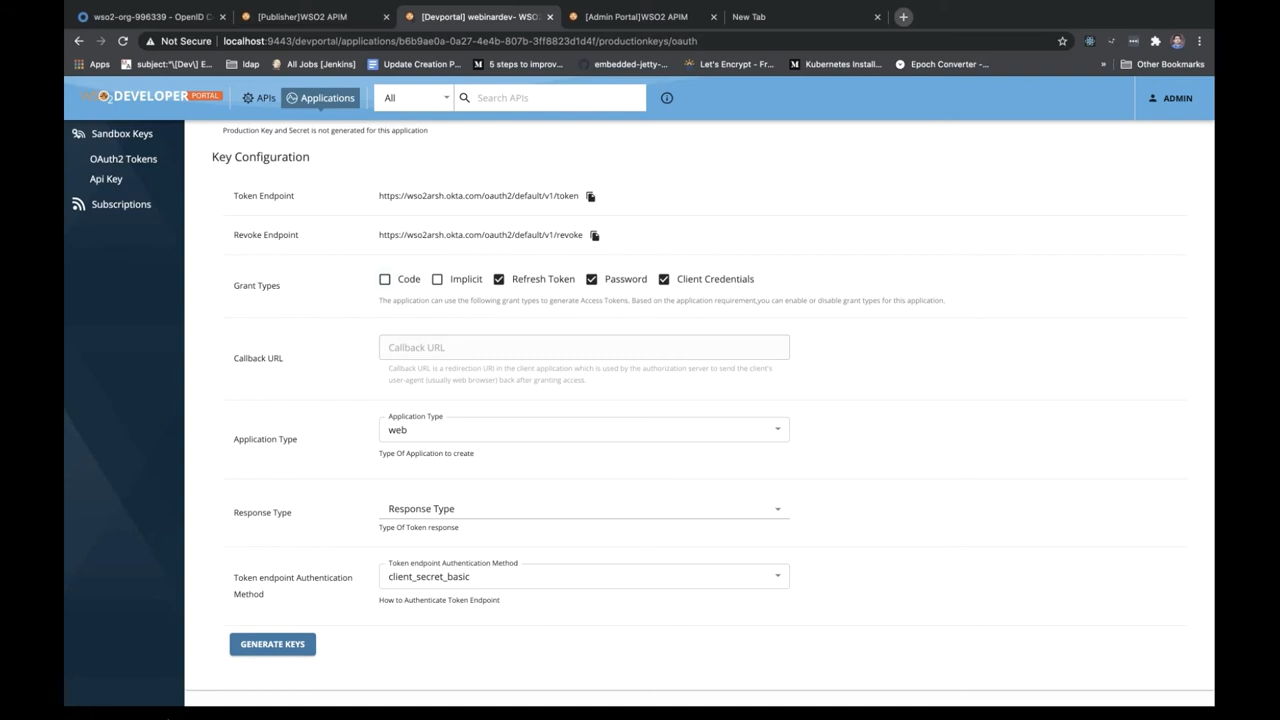 wso2-org-996339 - OpenID C
[Publisher]WSO2 APIM
[Devportal] webinardev- WSO
[Admin Portal]WSO2 APIM
New Tab
Not Secure
localhost:9443/devportal/applications/b6b9ae0a-0a27-4e4b-807b-3ff8823d1d4f/productionkeys/oauth
Apps
subject:"\[Dev\] E...
ldap
All Jobs [Jenkins]
Update Creation P...
5 steps to improv...
embedded-jetty-...
Let's Encrypt - Fr...
Kubernetes Install...
Epoch Converter -...
»
Other Bookmarks
WSO2 DEVELOPER PORTAL
APIs
Applications
All
Search APIs
ADMIN
Sandbox Keys
OAuth2 Tokens
Api Key
Subscriptions
Production Key and Secret is not generated for this application
Key Configuration
Token Endpoint
https://wso2arsh.okta.com/oauth2/default/v1/token
Revoke Endpoint
https://wso2arsh.okta.com/oauth2/default/v1/revoke
Grant Types
Code
Implicit
Refresh Token
Password
Client Credentials
The application can use the following grant types to generate Access Tokens. Based on the application requirement,you can enable or disable grant types for this application.
Callback URL
Callback URL
Callback URL is a redirection URI in the client application which is used by the authorization server to send the client's
user-agent (usually web browser) back after granting access.
Application Type
Application Type
web
Type Of Application to create
Response Type
Response Type
Type Of Token response
Token endpoint Authentication
Method
Token endpoint Authentication Method
client_secret_basic
How to Authenticate Token Endpoint
GENERATE KEYS